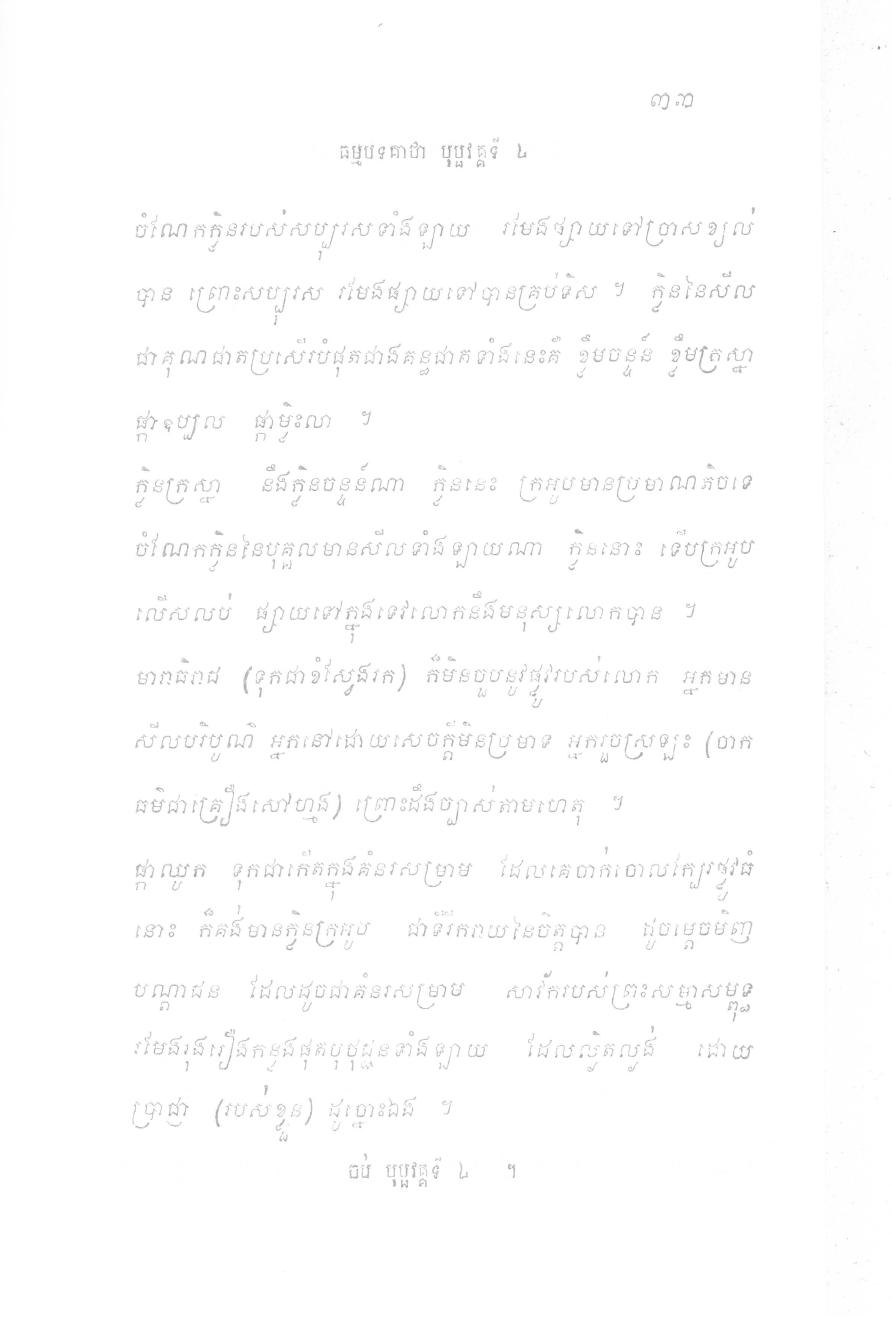 ៣៣
ធម្មបទគាថា បុប្ផវគ្គទី ៤
ចំណែកក្លិនរបស់សប្បុរសទាំងឡាយ រមែងផ្សាយទៅច្រាសខ្យល់
បាន ព្រោះសប្បុរស រមែងផ្សាយទៅបានគ្រប់ទិស ។ ក្លិននៃសីល
ជាគុណជាតប្រសើរបំផុតជាងគន្ធជាតទាំងនេះគឺ ខ្លឹមចន្ទន៍ ខ្លឹមក្រស្នា
ផ្កាឧប្បល ផ្កាម្លិះលា ។
ក្លិនក្រស្នា នឹងក្លិនចន្ទន៍ណា ក្លិននេះ ក្រអូបមានប្រមាណតិចទេ
ចំណែកក្លិននៃបុគ្គលមានសីលទាំងឡាយណា ក្លិននោះ ទើបក្រអូប
លើសលប់ ផ្សាយទៅក្នុងទេវលោកនឹងមនុស្សលោកបាន ។
មារាធិរាជ (ទុកជាខំស្វែងរក) ក៏មិនចួបនូវផ្លូវរបស់លោក អ្នកមាន
សីលបរិបូណ៌ អ្នកនៅដោយសេចក្តីមិនប្រមាទ អ្នករួចស្រឡះ (ចាក
ធម៌ជាគ្រឿងសៅហ្មង) ព្រោះដឹងច្បាស់តាមហេតុ ។
ផ្កាឈូក ទុកជាកើតក្នុងគំនរសម្រាម ដែលគេចាក់ចោលក្បែរផ្លូវធំ
នោះ ក៏គង់មានក្លិនក្រអូប ជាទីរីករាយនៃចិត្តបាន ដូចម្តេចមិញ
បណ្តាជន ដែលដូចជាគំនរសម្រាម សាវ័ករបស់ព្រះសម្មាសម្ពុទ្ធ
រមែងរុងរឿងកន្លងផុតបុថុជ្ជនទាំងឡាយ ដែលល្ងិតល្ងង់ ដោយ
ប្រាជ្ញា (របស់ខ្លួន) ដូច្នោះឯង ។
ចប់ បុប្ផវគ្គទី ៤ ។